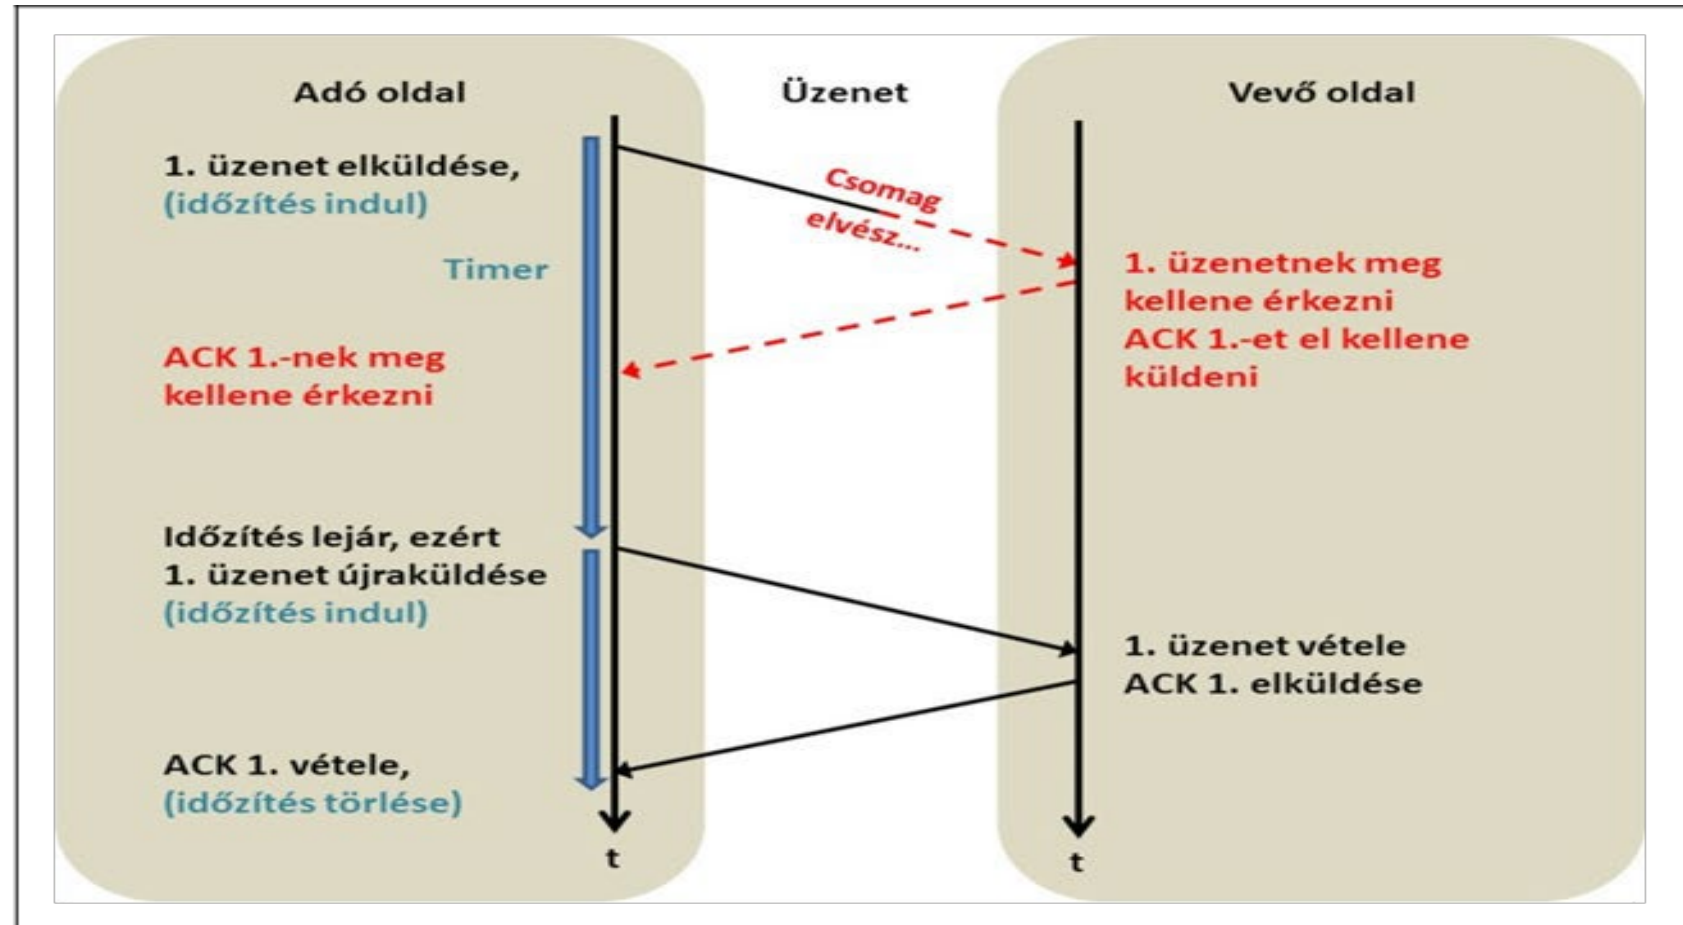 Adó oldal
Üzenet
Vevő oldal
1. üzenet elküldése,
(időzítés indul)
Csomag
elvész...
Timer
1. üzenetnek meg
kellene érkezni
ACK 1.-et el kellene
küldeni
ACK 1.-nek meg
kellene érkezni
Időzítés lejár, ezért
1. üzenet újraküldése
(időzítés indul)
1. üzenet vétele
ACK 1. elküldése
ACK 1. vétele,
(időzítés törlése)
t
t